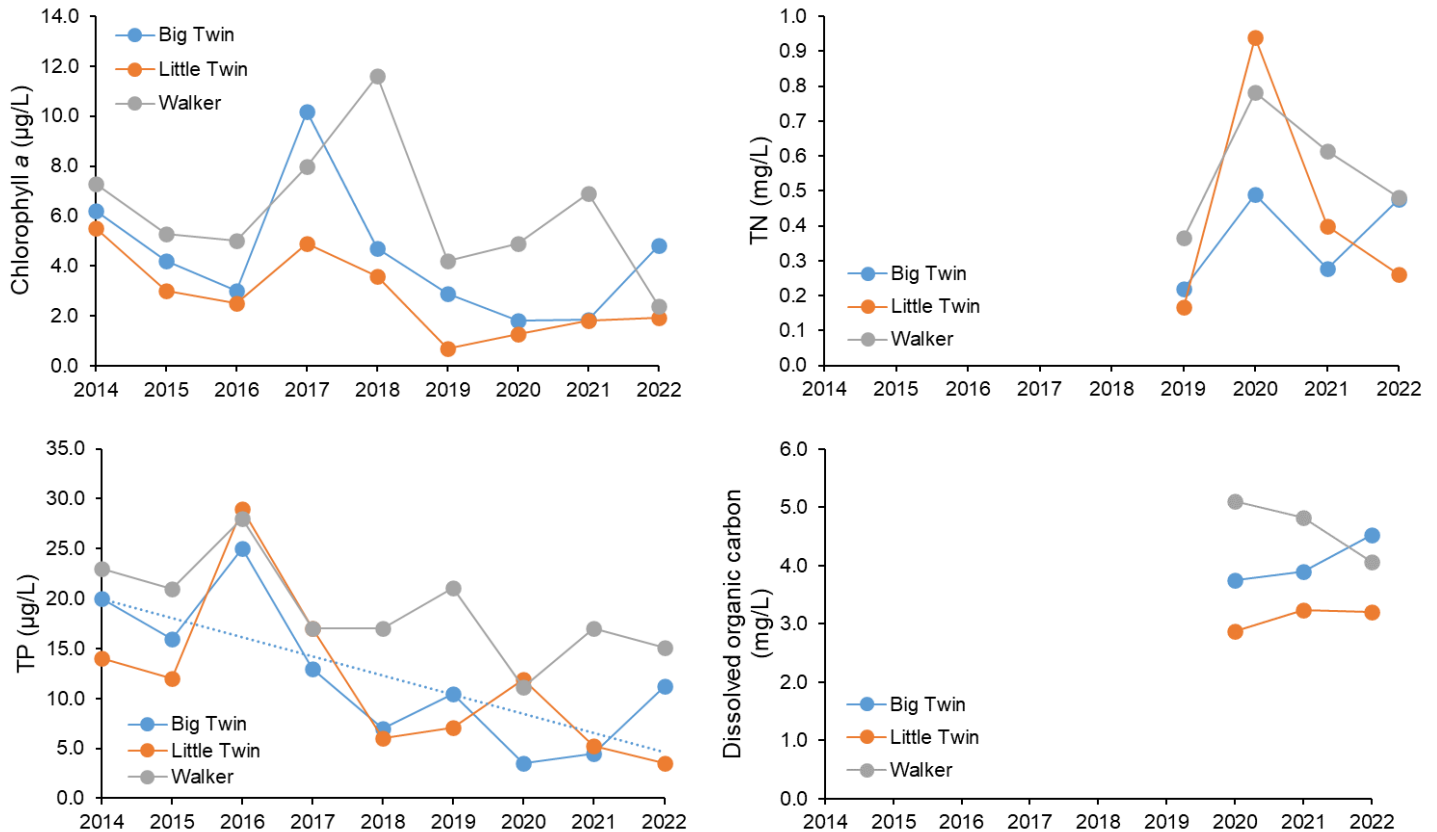 Chlorophyll a (µg/L)
14.0
12.0
10.0
8.0
6.0
4.0
2.0
0.0
Big Twin
Little Twin
Walker
2014 2015 2016 2017 2018 2019 2020 2021 2022
TN (mg/L)
1.0
0.9
0.8
0.7
0.6
0.5
0.4
0.3
0.2
0.1
0.0
Big Twin
Little Twin
Walker
2014 2015 2016 2017 2018 2019 2020 2021 2022
TP (µg/L)
35.0
30.0
25.0
20.0
15.0
10.0
5.0
0.0
Big Twin
Little Twin
Walker
2014 2015 2016 2017 2018 2019 2020 2021 2022
Dissolved organic carbon
(mg/L)
6.0
5.0
4.0
3.0
2.0
1.0
0.0
Big Twin
Little Twin
Walker
2014 2015 2016 2017 2018 2019 2020 2021 2022